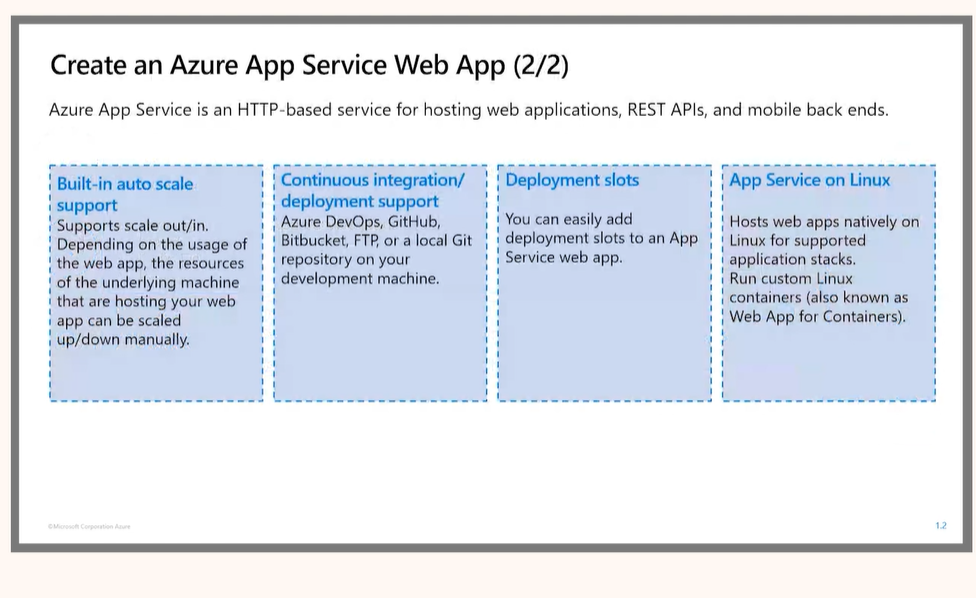 Create an Azure App Service Web App (2/2)
Azure App Service is an HTTP-based service for hosting web applications, REST APIs, and mobile back ends.
Built-in auto scale
support
Supports scale out/in.
Depending on the usage of
the web app, the resources
of the underlying machine
that are hosting your web
app can be scaled
up/down manually.
Continuous integration/
deployment support
Azure DevOps, GitHub,
Bitbucket, FTP, or a local Git
repository on your
development machine.
Deployment slots
You can easily add
deployment slots to an App
Service web app.
App Service on Linux
Hosts web apps natively on
Linux for supported
application stacks.
Run custom Linux
containers (also known as
Web App for Containers).
©Microsoft Corporation Azure
1.2